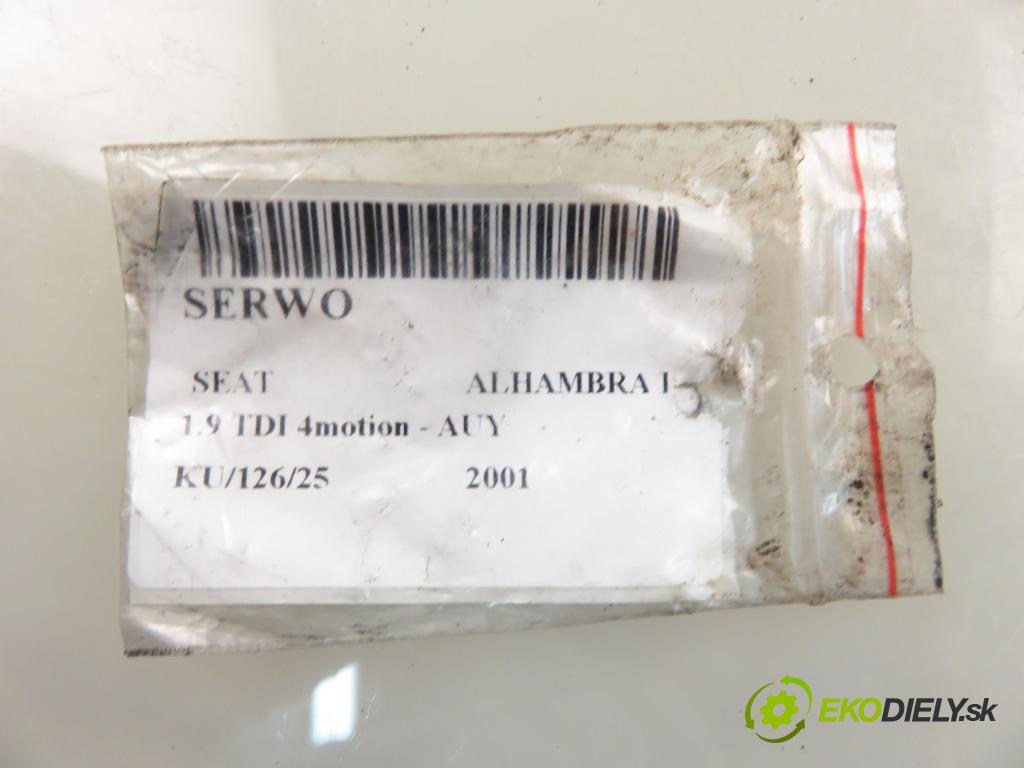 SERWO
SEAT ALHAMBRA I
1.9 TDI 4motion - AUY
KU/126/25 2001
EKODIELY.sk